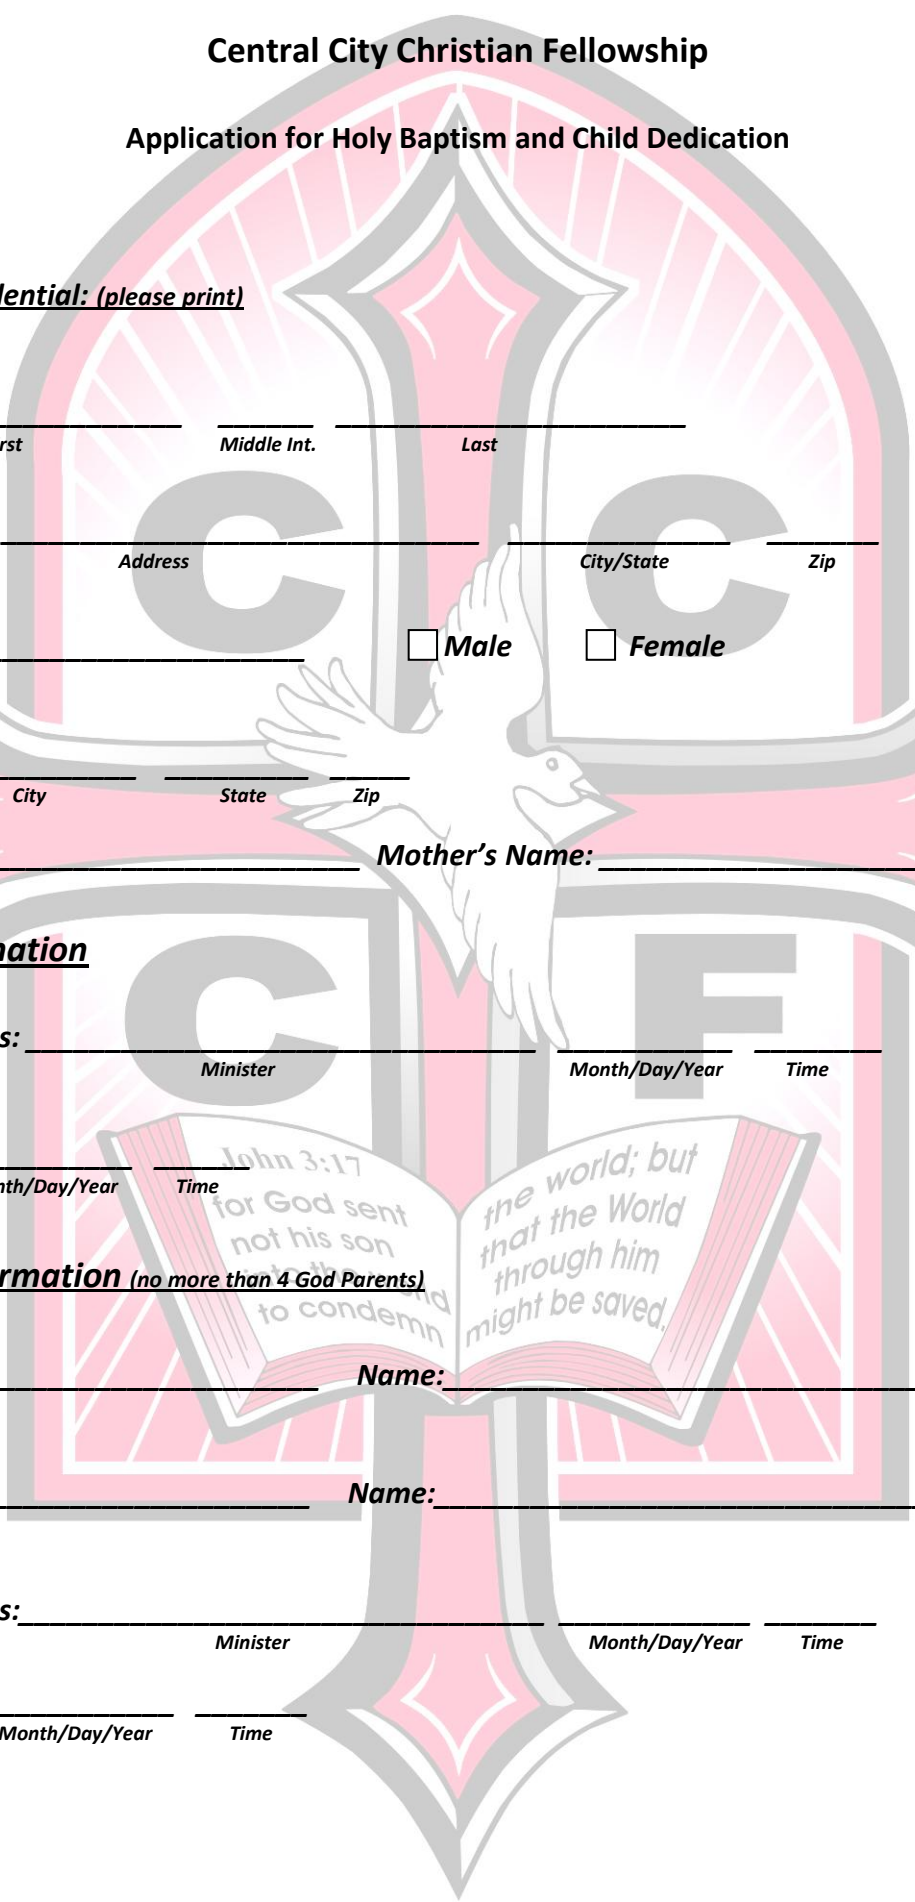 Central City Christian Fellowship
Application for Holy Baptism and Child Dedication
dential: (please print)
rst Middle Int. Last
C C
Address City/State Zip
Male Female
City State Zip
Mother’s Name:
nation
s:
C F
Minister Month/Day/Year Time
John 3:17
for God sent
not his son
to condemn
the world; but
that the World
through him
might be saved.
nth/Day/Year Time
rmation (no more than 4 God Parents)
Name:
Name:
s:
Minister Month/Day/Year Time
Month/Day/Year Time